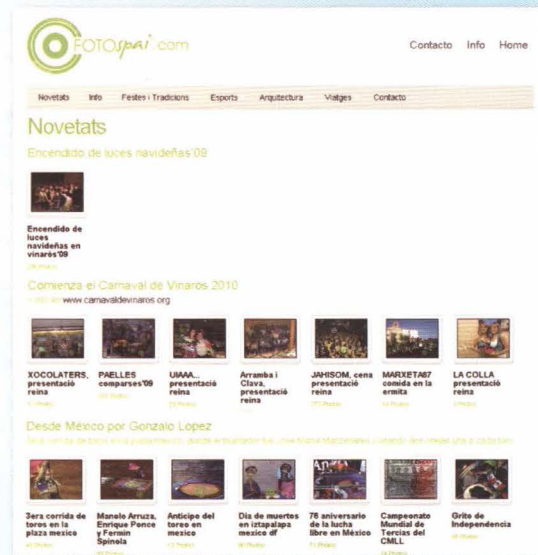 FOTOspai.com
Contacto Info Home
Novetats Info Festes i Tradicions Esports Arquitectura Viatges Contacto
Novetats
Encendido de luces navideñas'09
Encendido de luces navideñas en vinaròs'09
Comienza el Carnaval de Vinaros 2010
www.carnavaldevinaros.org
XOCOLATERS, presentació reina
PAELLES comparses'09
UIAAA... presentació reina
Arramba i Clava, presentació reina
JAHISOM, cena presentació reina
MARXETA87 comida en la ermita
LA COLLA presentació reina
Desde México por Gonzalo Lopez
3era corrida de toros en la plaza mexico
Manolo Arruza, Enrique Ponce y Fermin Spinola
Anticipo del toreo en mexico
Dia de muertos en iztapalapa mexico df
76 aniversario de la lucha libre en México
Campeonato Mundial de Tercias del CMLL
Grito de Independencia